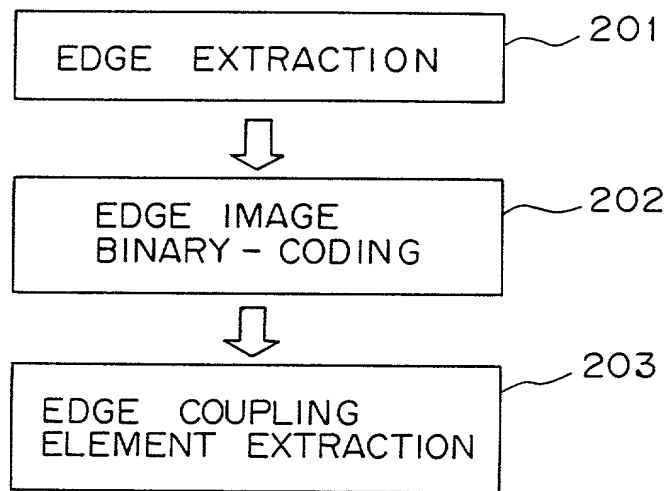 EDGE EXTRACTION
201
EDGE IMAGE
BINARY - CODING
202
EDGE COUPLING
ELEMENT EXTRACTION
203